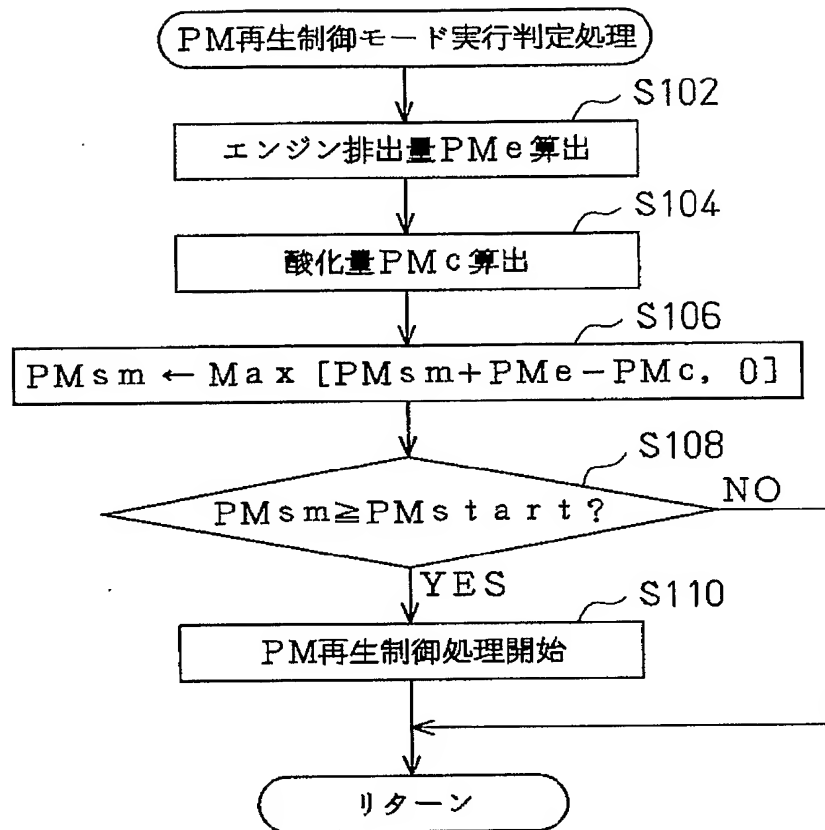 PM再生制御モード実行判定処理
S102
エンジン排出量PMe算出
S104
酸化量PMc算出
S106
PMsm ← Max [PMsm+PMe−PMc, 0]
S108
PMsm≧PMstart?
NO
YES
S110
PM再生制御処理開始
リターン